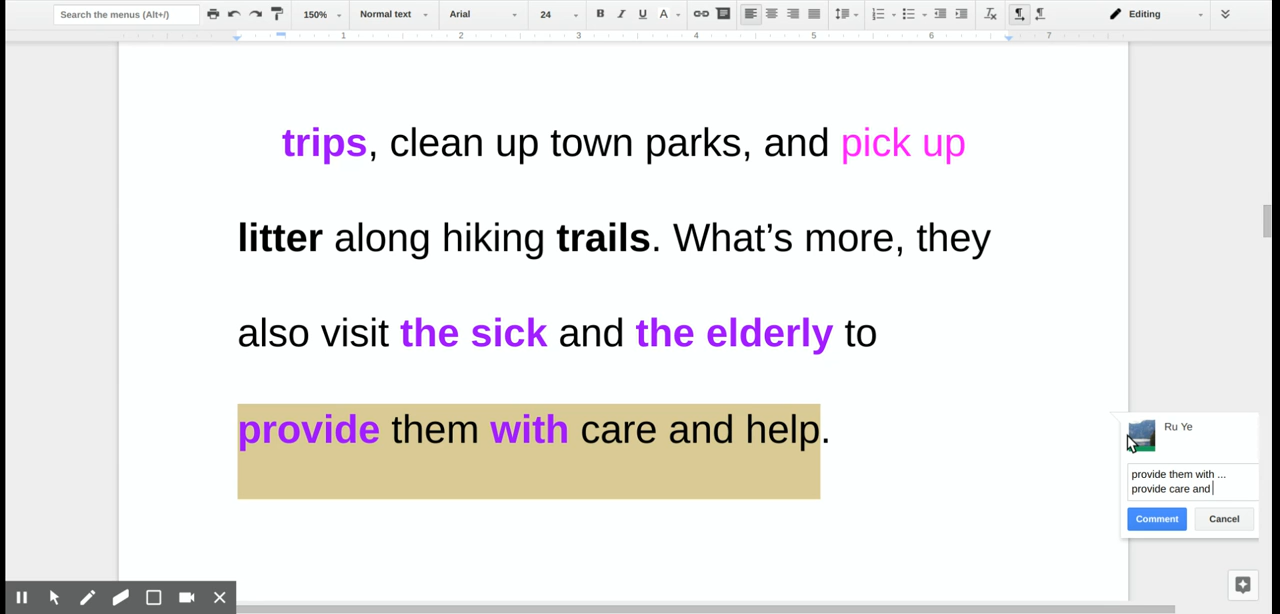 Search the menus (Alt+/)
150%
Normal text
Arial
24
B I U A
Editing
1 2 3 4 5 6 7
trips, clean up town parks, and pick up
litter along hiking trails. What’s more, they
also visit the sick and the elderly to
provide them with care and help.
Ru Ye
provide them with ...
provide care and
Comment Cancel